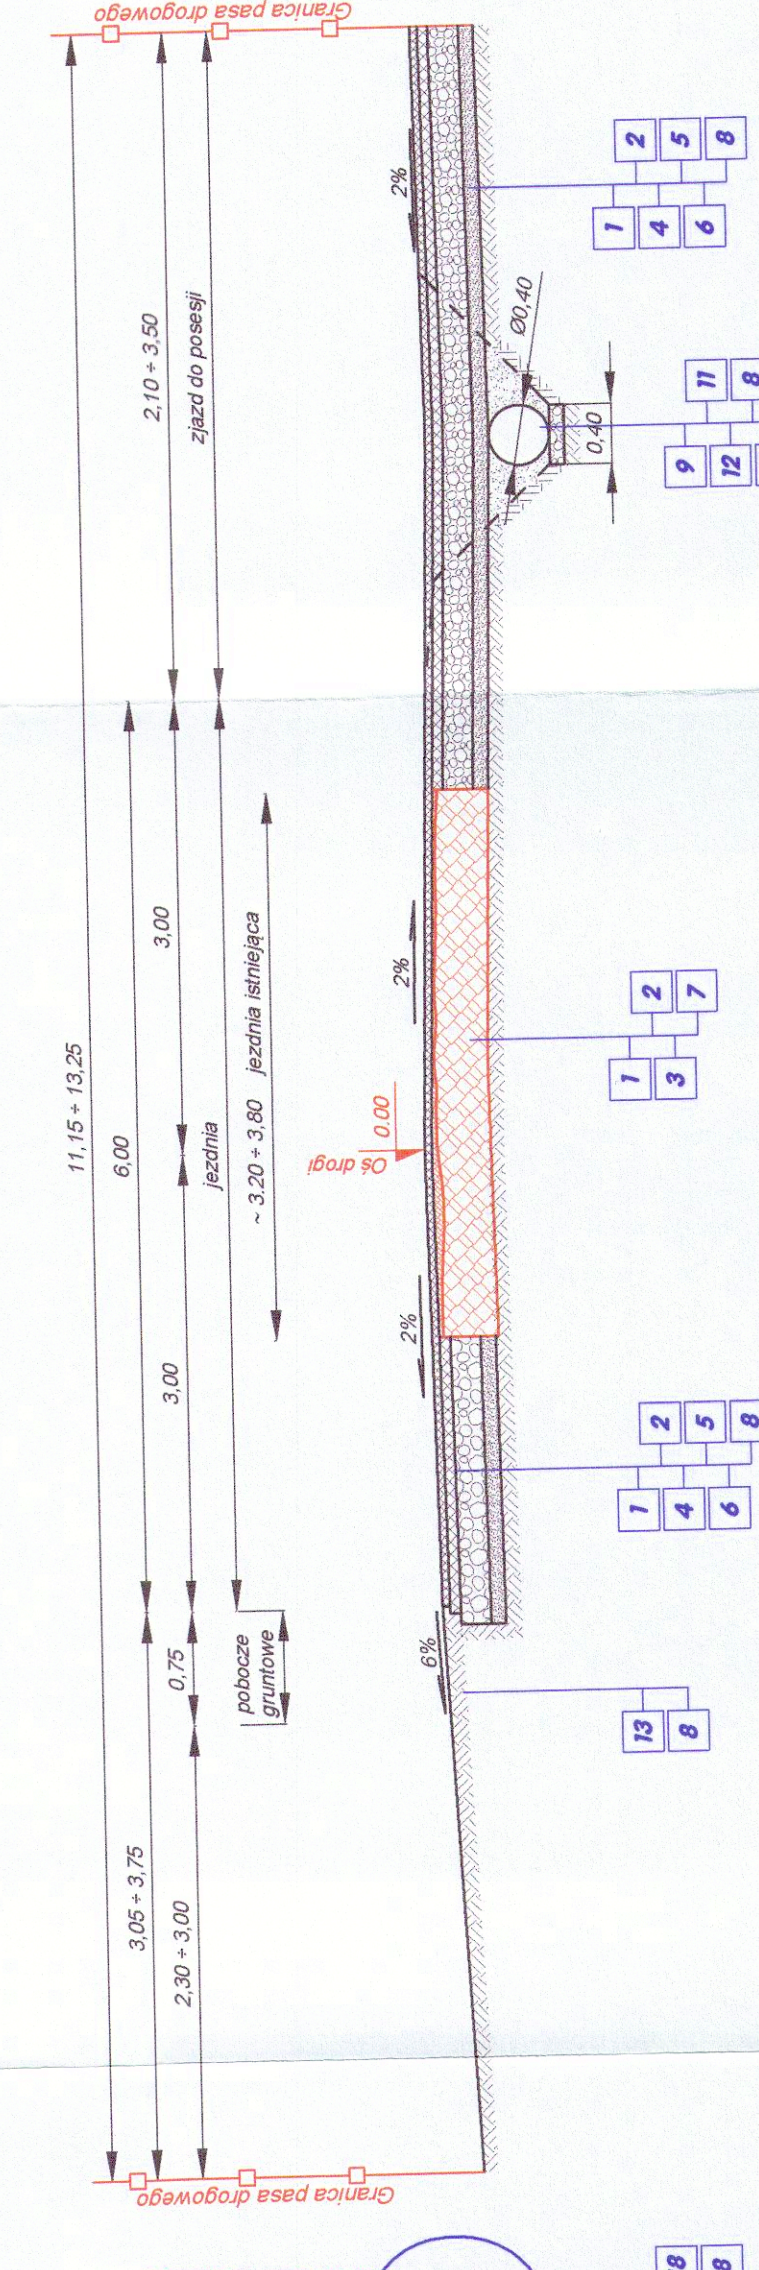 Granica pasa drogowego
Granica pasa drogowego
11,15 ÷ 13,25
3,05 ÷ 3,75
6,00
2,10 ÷ 3,50
2,30 ÷ 3,00
0,75
3,00
3,00
pobocze
gruntowe
jezdnia
zjazd do posesji
~ 3.20 ÷ 3,80 jezdnia istniejąca
Oś drogi
0.00
6%
2%
2%
2%
Ø0,40
0,40
13
8
1
2
4
5
6
8
1
2
3
7
9
11
12
8
1
2
4
5
6
8
8
8